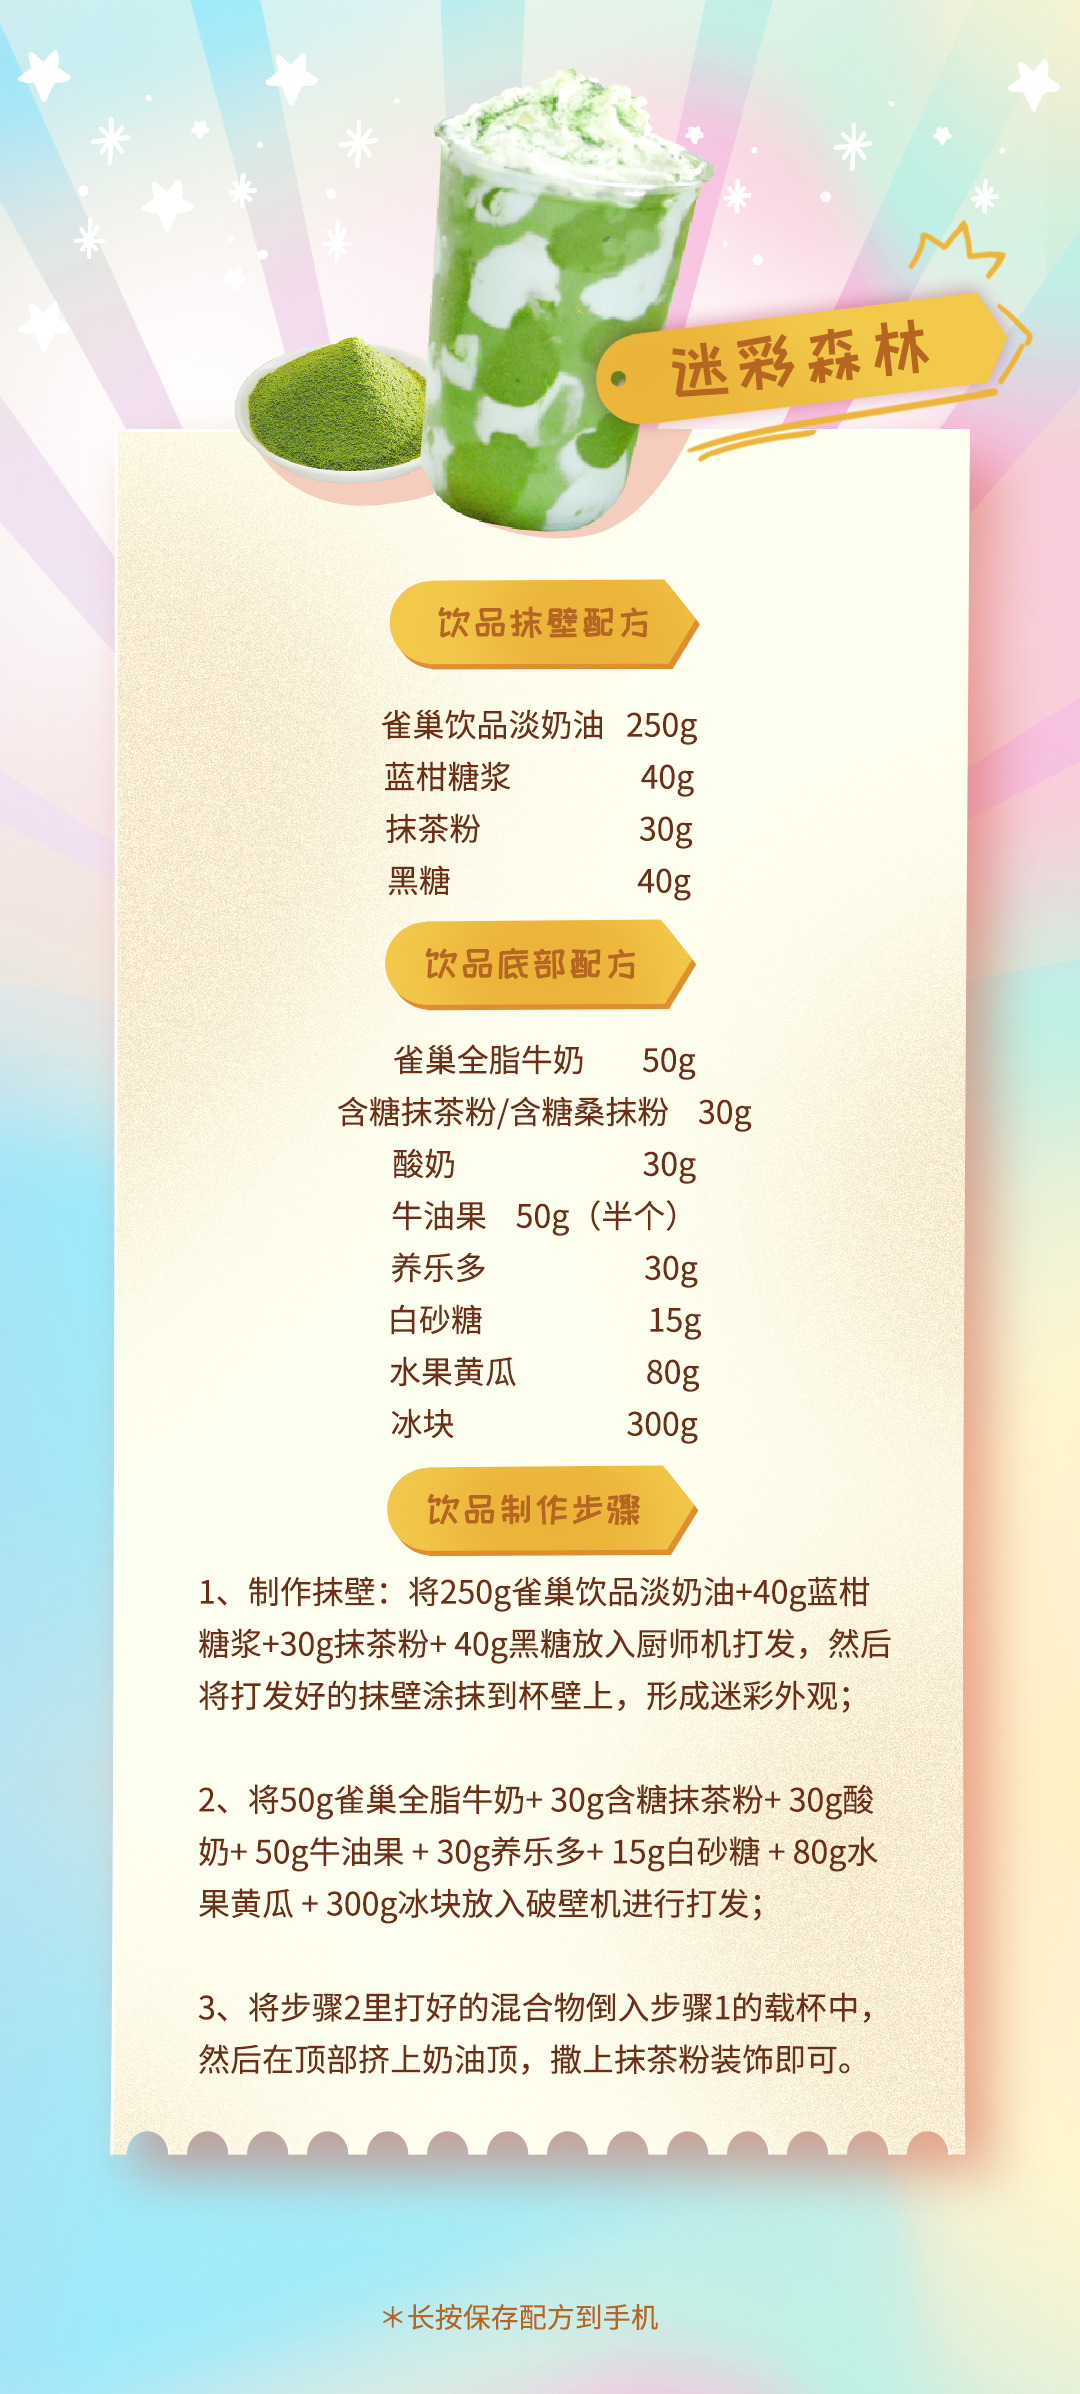 迷彩森林
饮品抹壁配方
雀巢饮品淡奶油 250g
蓝柑糖浆 40g
抹茶粉 30g
黑糖 40g
饮品底部配方
雀巢全脂牛奶 50g
含糖抹茶粉/含糖桑抹粉 30g
酸奶 30g
牛油果 50g（半个）
养乐多 30g
白砂糖 15g
水果黄瓜 80g
冰块 300g
饮品制作步骤
1、制作抹壁：将250g雀巢饮品淡奶油+40g蓝柑
糖浆+30g抹茶粉+ 40g黑糖放入厨师机打发，然后
将打发好的抹壁涂抹到杯壁上，形成迷彩外观；
2、将50g雀巢全脂牛奶+ 30g含糖抹茶粉+ 30g酸
奶+ 50g牛油果 + 30g养乐多+ 15g白砂糖 + 80g水
果黄瓜 + 300g冰块放入破壁机进行打发；
3、将步骤2里打好的混合物倒入步骤1的载杯中，
然后在顶部挤上奶油顶，撒上抹茶粉装饰即可。
＊长按保存配方到手机